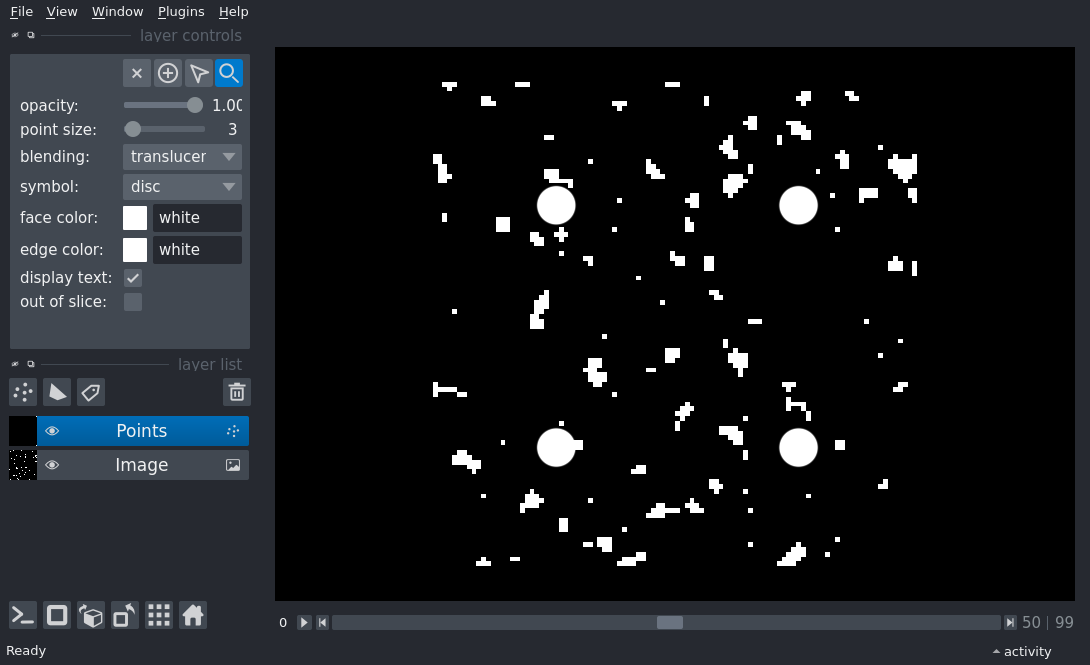 File View Window Plugins Help
layer controls
opacity: 1.00
point size: 3
blending: translucer
symbol: disc
face color: white
edge color: white
display text:
out of slice:
layer list
Points
Image
0 50 | 99
Ready activity